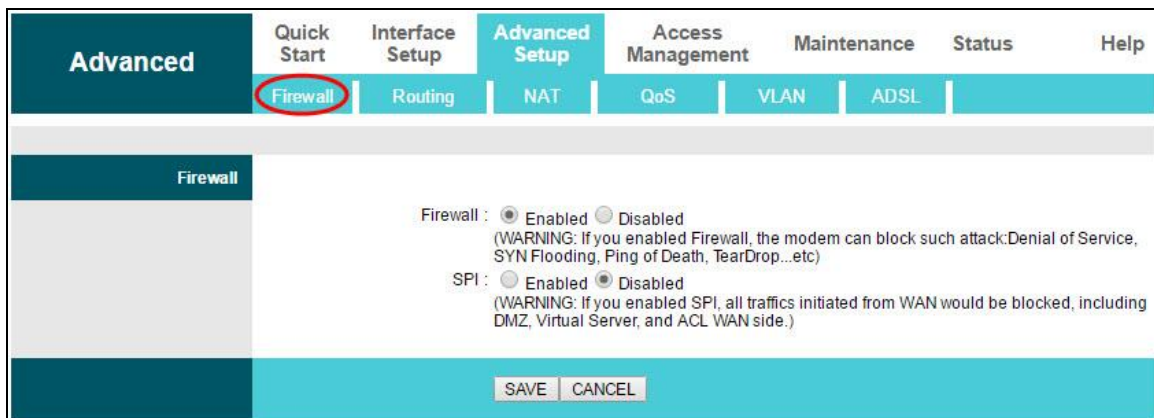 Advanced
Quick Start
Interface Setup
Advanced Setup
Access Management
Maintenance
Status
Help
Firewall
Routing
NAT
QoS
VLAN
ADSL
Firewall
Firewall : Enabled Disabled
(WARNING: If you enabled Firewall, the modem can block such attack:Denial of Service,
SYN Flooding, Ping of Death, TearDrop...etc)
SPI : Enabled Disabled
(WARNING: If you enabled SPI, all traffics initiated from WAN would be blocked, including
DMZ, Virtual Server, and ACL WAN side.)
SAVE CANCEL